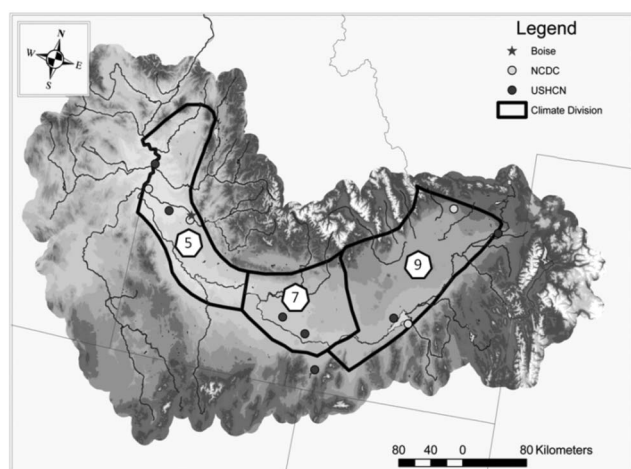 N
W
E
S
Legend
Boise
NCDC
USHCN
Climate Division
5
7
9
80 40 0 80 Kilometers